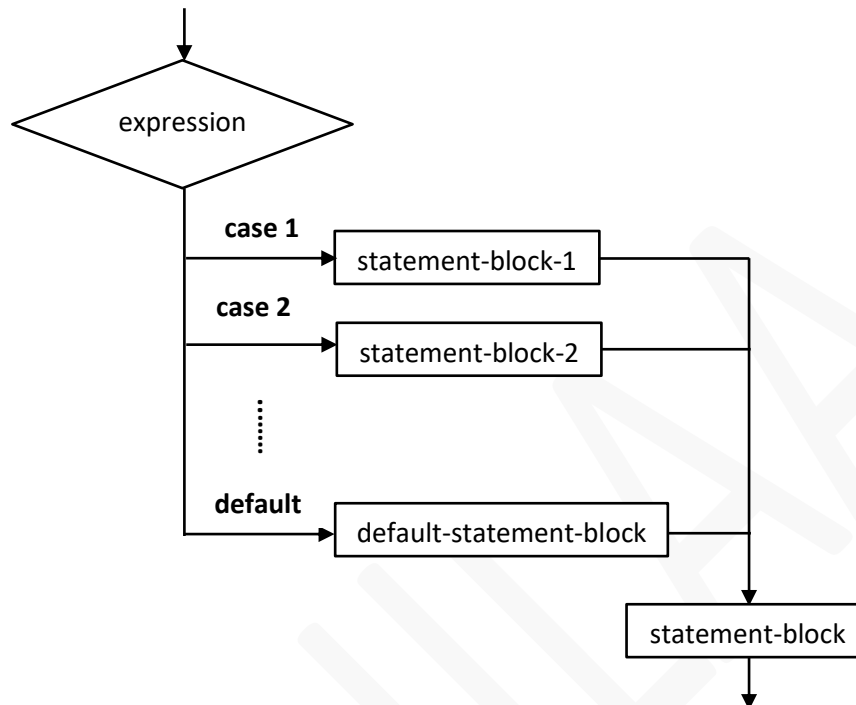 expression
case 1
statement-block-1
case 2
statement-block-2
default
default-statement-block
statement-block